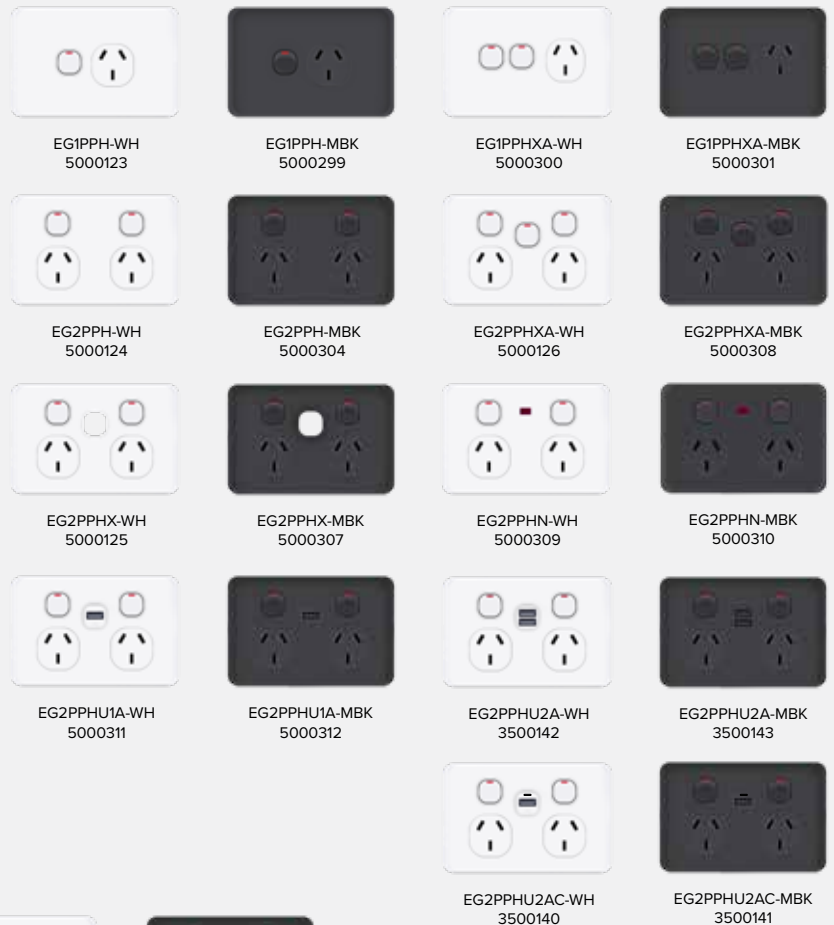 EG1PPH-WH
5000123
EG1PPH-MBK
5000299
EG1PPHXA-WH
5000300
EG1PPHXA-MBK
5000301
EG2PPH-WH
5000124
EG2PPH-MBK
5000304
EG2PPHXA-WH
5000126
EG2PPHXA-MBK
5000308
EG2PPHX-WH
5000125
EG2PPHX-MBK
5000307
EG2PPHN-WH
5000309
EG2PPHN-MBK
5000310
EG2PPHU1A-WH
5000311
EG2PPHU1A-MBK
5000312
EG2PPHU2A-WH
3500142
EG2PPHU2A-MBK
3500143
EG2PPHU2AC-WH
3500140
EG2PPHU2AC-MBK
3500141